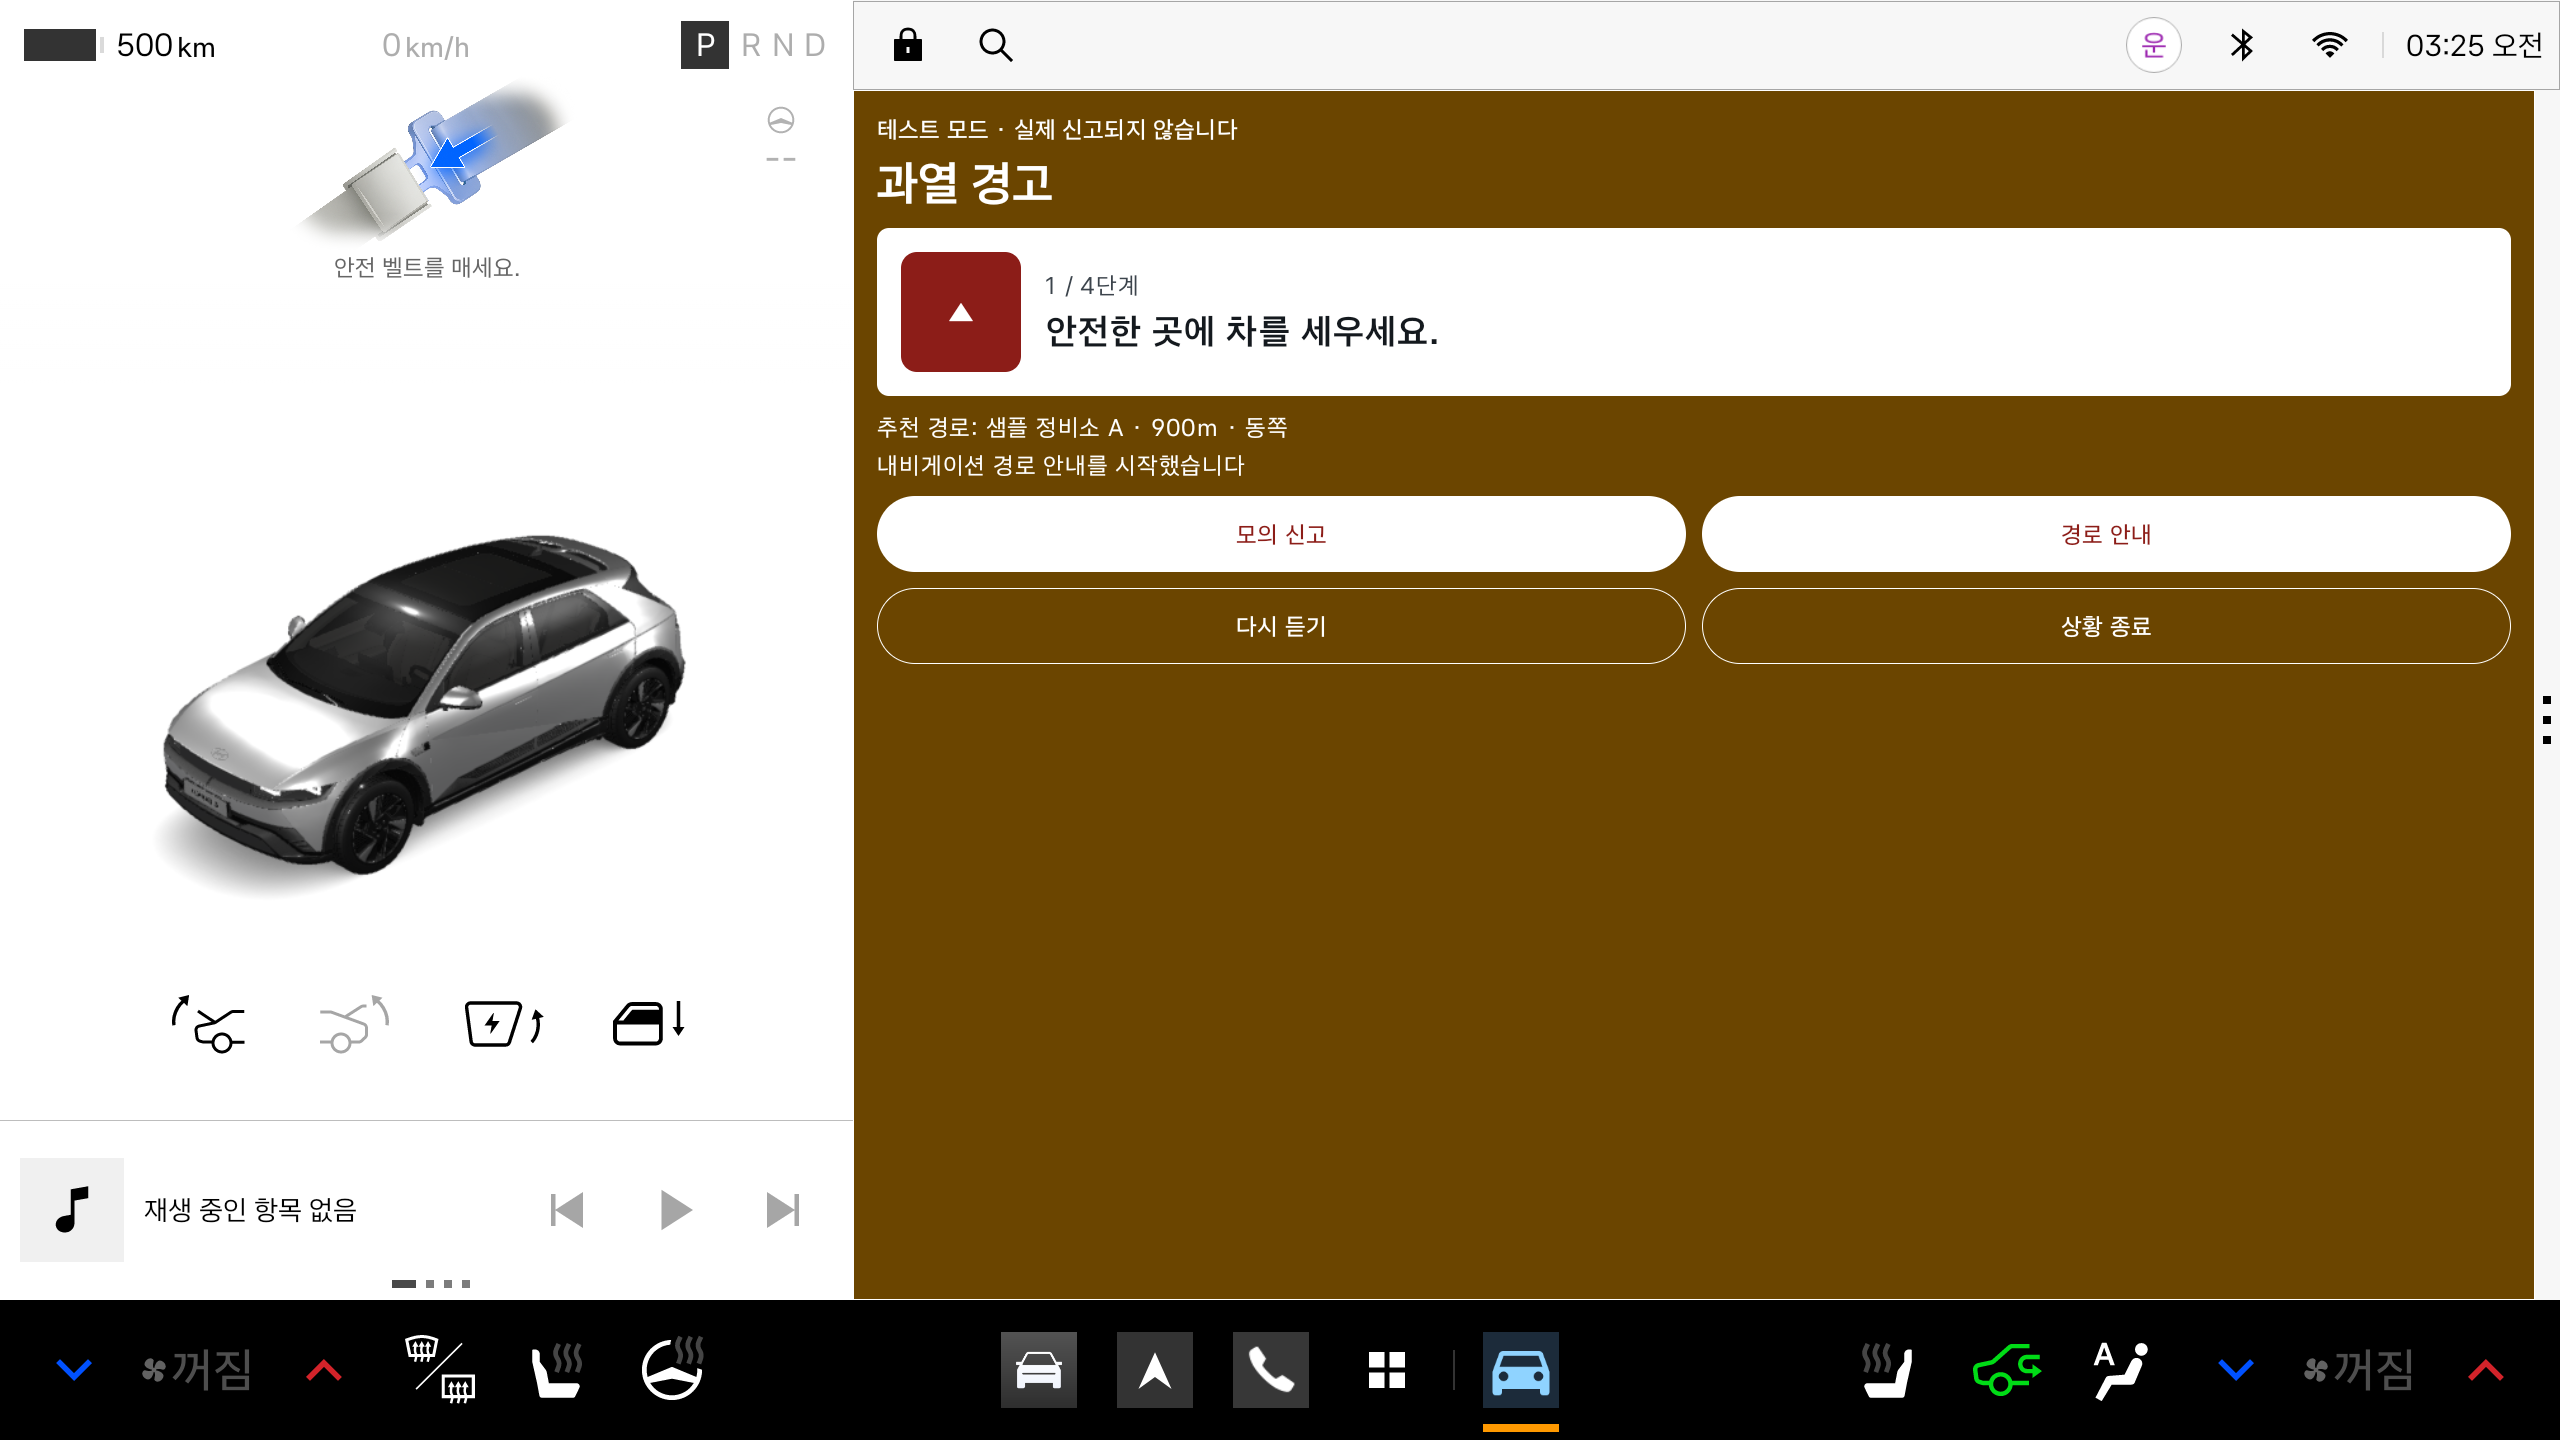 500 km
0 km/h
P R N D
안전 벨트를 매세요.
재생 중인 항목 없음
운
03:25 오전
테스트 모드 · 실제 신고되지 않습니다
과열 경고
1 / 4단계
안전한 곳에 차를 세우세요.
추천 경로: 샘플 정비소 A · 900m · 동쪽
내비게이션 경로 안내를 시작했습니다
모의 신고
경로 안내
다시 듣기
상황 종료
꺼짐
A
꺼짐